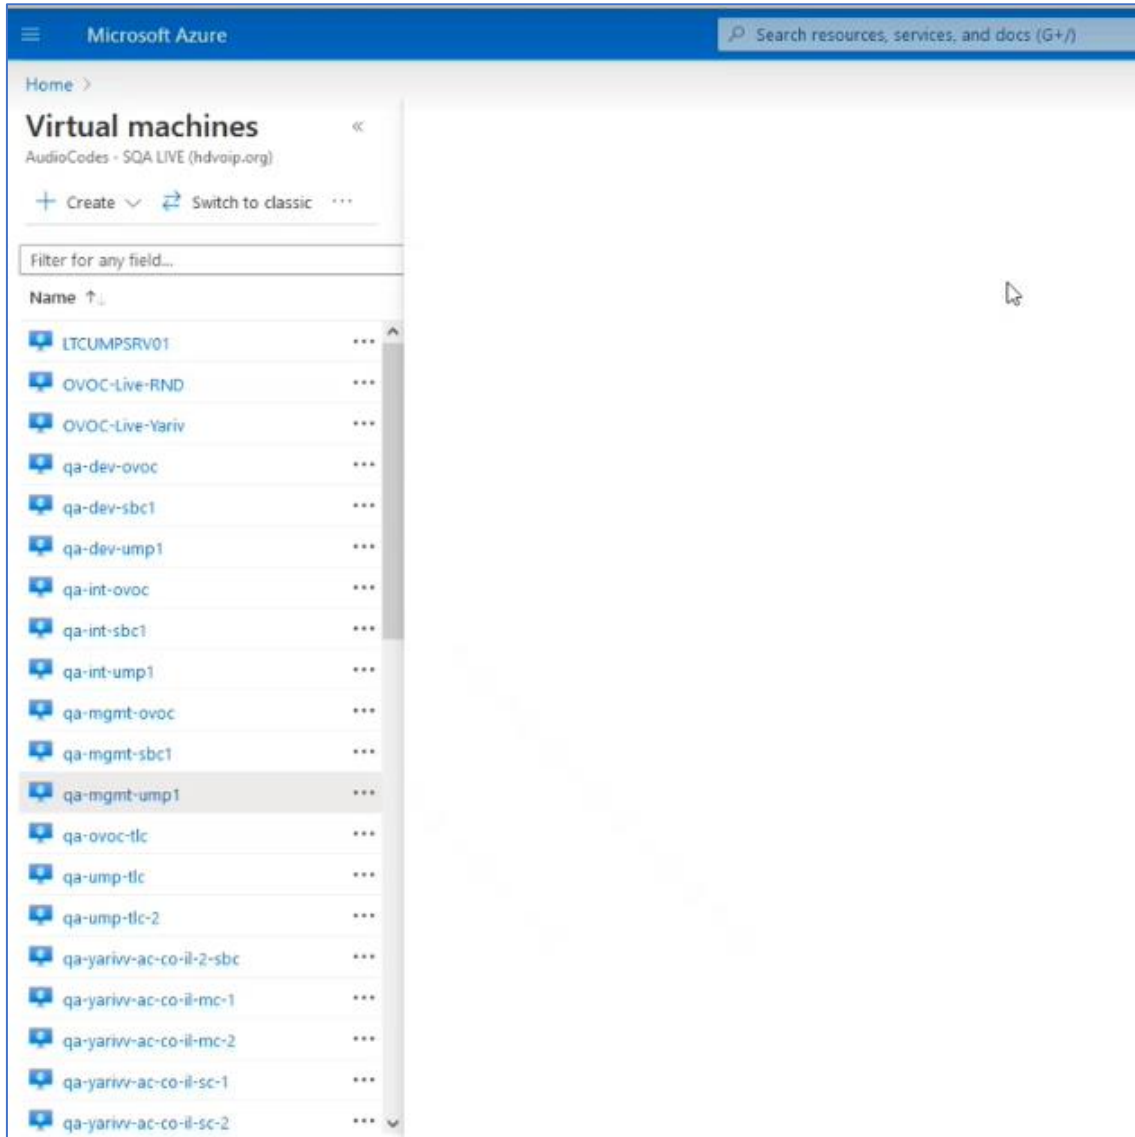 Microsoft Azure
Search resources, services, and docs (G+/)
Home >
Virtual machines «
AudioCodes - SQA LIVE (hdvoip.org)
+ Create Switch to classic ...
Filter for any field...
Name ↑↓
LTCUMPSRV01 ...
OVOC-Live-RND ...
OVOC-Live-Yariv ...
qa-dev-ovoc ...
qa-dev-sbc1 ...
qa-dev-ump1 ...
qa-int-ovoc ...
qa-int-sbc1 ...
qa-int-ump1 ...
qa-mgmt-ovoc ...
qa-mgmt-sbc1 ...
qa-mgmt-ump1 ...
qa-ovoc-tlc ...
qa-ump-tlc ...
qa-ump-tlc-2 ...
qa-yarivv-ac-co-il-2-sbc ...
qa-yarivv-ac-co-il-mc-1 ...
qa-yarivv-ac-co-il-mc-2 ...
qa-yarivv-ac-co-il-sc-1 ...
qa-yarivv-ac-co-il-sc-2 ...